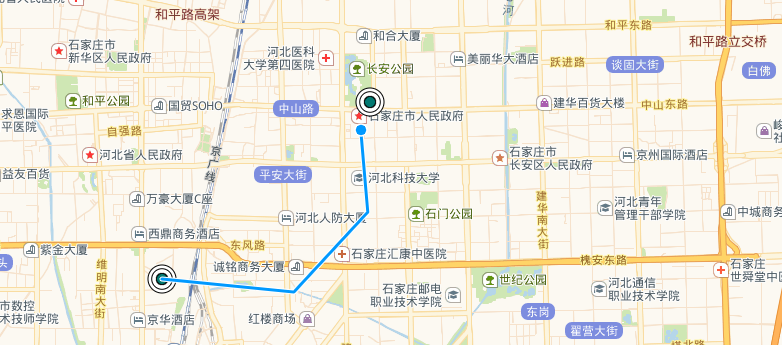 和平路高架
和平东路
和合大厦
石家庄市
新华区人民政府
河北医科
大学第四医院
美丽华大酒店
跃进路
和平路立交桥
谈固大街
白佛
长安公园
和平公园
国贸SOHO
求恩国际
平医院
中山路
石家庄市人民政府
建华百货大楼
中山东路
自强路
京广线
河北省人民政府
石家庄市
长安区人民政府
京州国际酒店
益友百货
平安大街
河北科技大学
万豪大厦C座
建华南大街
河北青年
管理干部学院
中城商务
河北人防大厦
石门公园
西鼎商务酒店
东风路
紫金大厦
石家庄汇康中医院
槐安东路
头
维明南大街
诚铭商务大厦
世纪公园
石家庄
世舜堂中医
石家庄邮电
职业技术学院
河北通信
职业技术学院
市数控
术技师学院
京华酒店
红楼商场
东岗
翟营大街